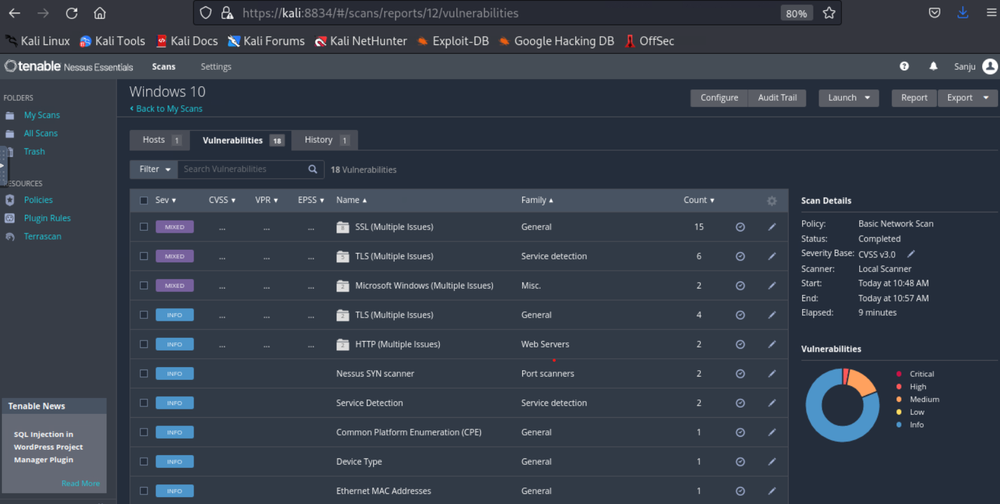 https://kali:8834/#/scans/reports/12/vulnerabilities 80%
Kali Linux Kali Tools Kali Docs Kali Forums Kali NetHunter Exploit-DB Google Hacking DB OffSec
tenable Nessus Essentials Scans Settings ? Sanju
FOLDERS
My Scans
All Scans
Trash
RESOURCES
Policies
Plugin Rules
Terrascan
Tenable News
SQL Injection in
WordPress Project
Manager Plugin
Read More
Windows 10
Back to My Scans
Configure Audit Trail Launch Report Export
Hosts 1 Vulnerabilities 18 History 1
Filter Search Vulnerabilities 18 Vulnerabilities
Sev CVSS VPR EPSS Name Family Count
MIXED ... ... ... 8 SSL (Multiple Issues) General 15
MIXED ... ... ... 5 TLS (Multiple Issues) Service detection 6
MIXED ... ... ... 2 Microsoft Windows (Multiple Issues) Misc. 2
INFO ... ... ... 2 TLS (Multiple Issues) General 4
INFO ... ... ... 2 HTTP (Multiple Issues) Web Servers 2
INFO Nessus SYN scanner Port scanners 2
INFO Service Detection Service detection 2
INFO Common Platform Enumeration (CPE) General 1
INFO Device Type General 1
INFO Ethernet MAC Addresses General 1
Scan Details
Policy: Basic Network Scan
Status: Completed
Severity Base: CVSS v3.0
Scanner: Local Scanner
Start: Today at 10:48 AM
End: Today at 10:57 AM
Elapsed: 9 minutes
Vulnerabilities
Critical
High
Medium
Low
Info